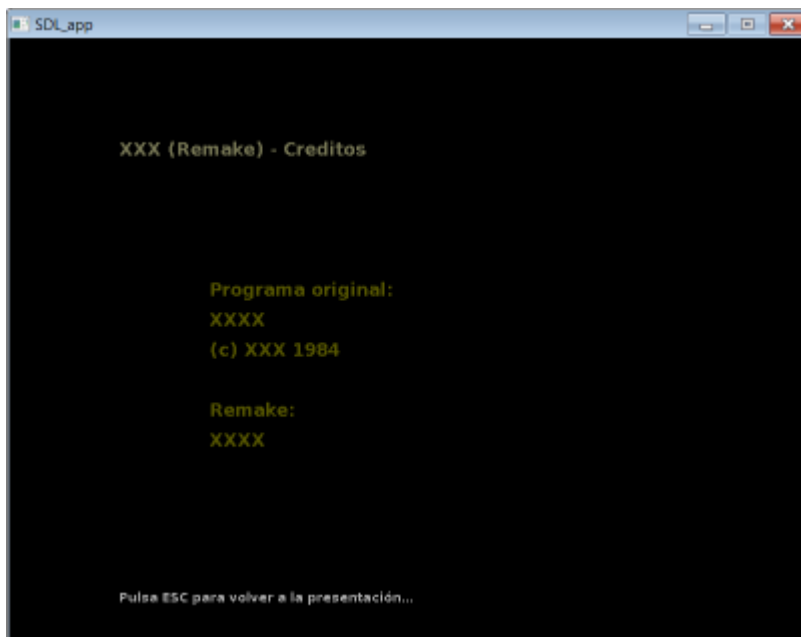 SDL_app
XXX (Remake) - Creditos
Programa original:
XXXX
(c) XXX 1984
Remake:
XXXX
Pulsa ESC para volver a la presentación...